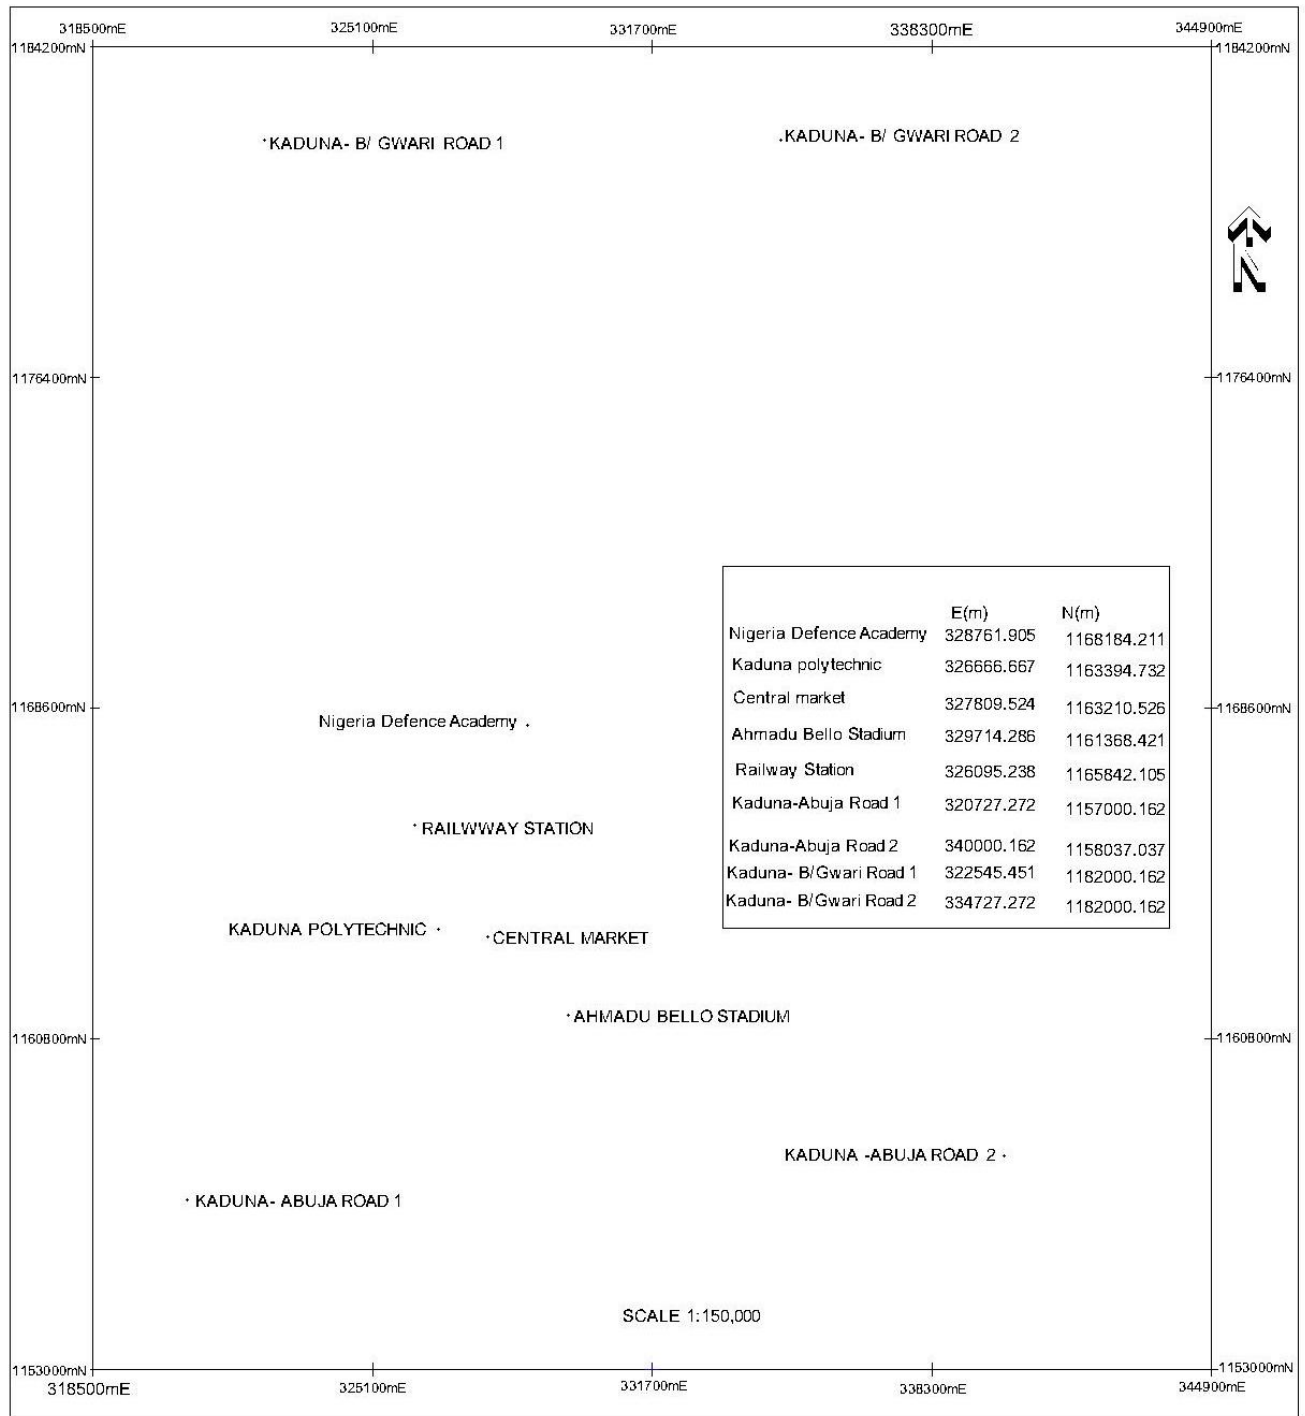 318500mE 325100mE 331700mE 338300mE 344900mE
1184200mN 1184200mN
KADUNA- B/ GWARI ROAD 1 KADUNA- B/ GWARI ROAD 2
N
1176400mN 1176400mN
E(m) N(m)
Nigeria Defence Academy 328761.905 1168184.211
Kaduna polytechnic 326666.667 1163394.732
Central market 327809.524 1163210.526
Ahmadu Bello Stadium 329714.286 1161368.421
Railway Station 326095.238 1165842.105
Kaduna-Abuja Road 1 320727.272 1157000.162
Kaduna-Abuja Road 2 340000.162 1158037.037
Kaduna- B/Gwari Road 1 322545.451 1182000.162
Kaduna- B/Gwari Road 2 334727.272 1182000.162
1168600mN 1168600mN
Nigeria Defence Academy
RAILWWAY STATION
KADUNA POLYTECHNIC
CENTRAL MARKET
AHMADU BELLO STADIUM
1160800mN 1160800mN
KADUNA -ABUJA ROAD 2
KADUNA- ABUJA ROAD 1
SCALE 1:150,000
1153000mN 1153000mN
318500mE 325100mE 331700mE 338300mE 344900mE